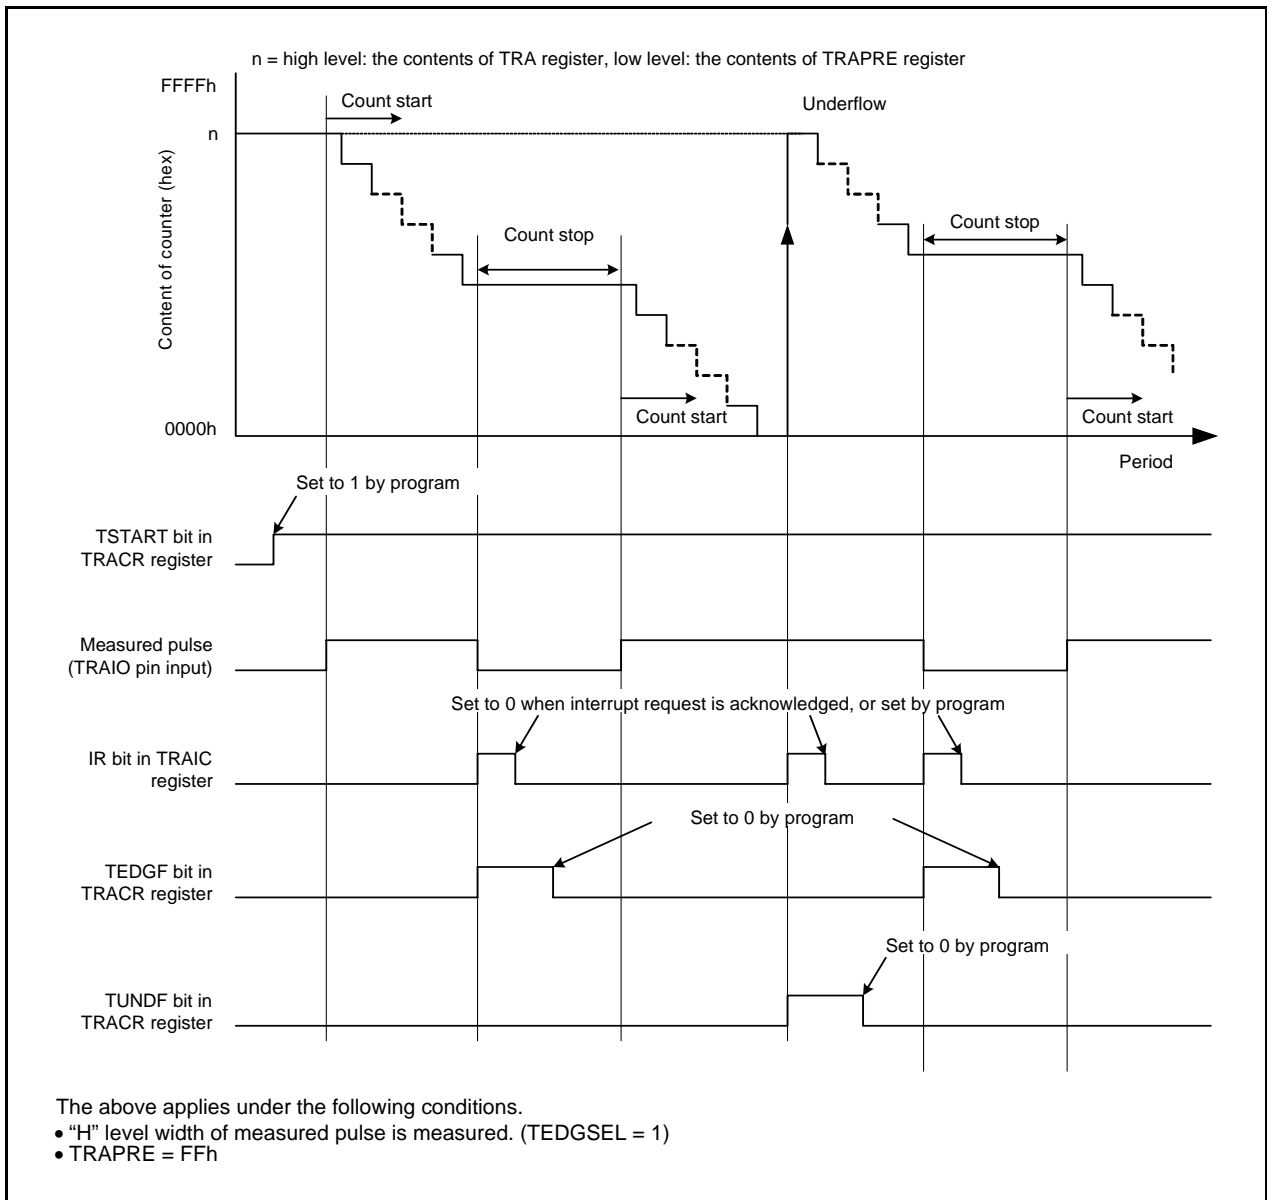 n = high level: the contents of TRA register, low level: the contents of TRAPRE register
FFFFh
Count start
Underflow
n
Content of counter (hex)
Count stop
Count stop
Count start
Count start
0000h
Period
Set to 1 by program
TSTART bit in
TRACR register
Measured pulse
(TRAIO pin input)
Set to 0 when interrupt request is acknowledged, or set by program
IR bit in TRAIC
register
Set to 0 by program
TEDGF bit in
TRACR register
Set to 0 by program
TUNDF bit in
TRACR register
The above applies under the following conditions.
• “H” level width of measured pulse is measured. (TEDGSEL = 1)
• TRAPRE = FFh